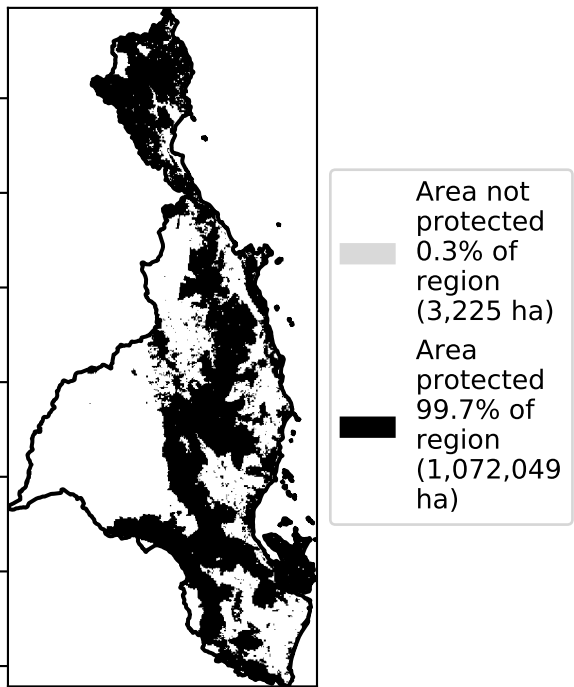 Area not
protected
0.3% of
region
(3,225 ha)
Area
protected
99.7% of
region
(1,072,049
ha)